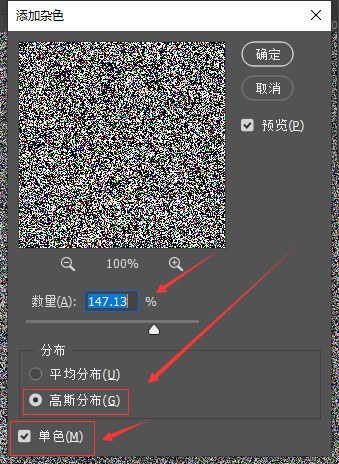 添加杂色
确定
取消
预览(P)
100%
数量(A): 147.13 %
分布
平均分布(U)
高斯分布(G)
单色(M)